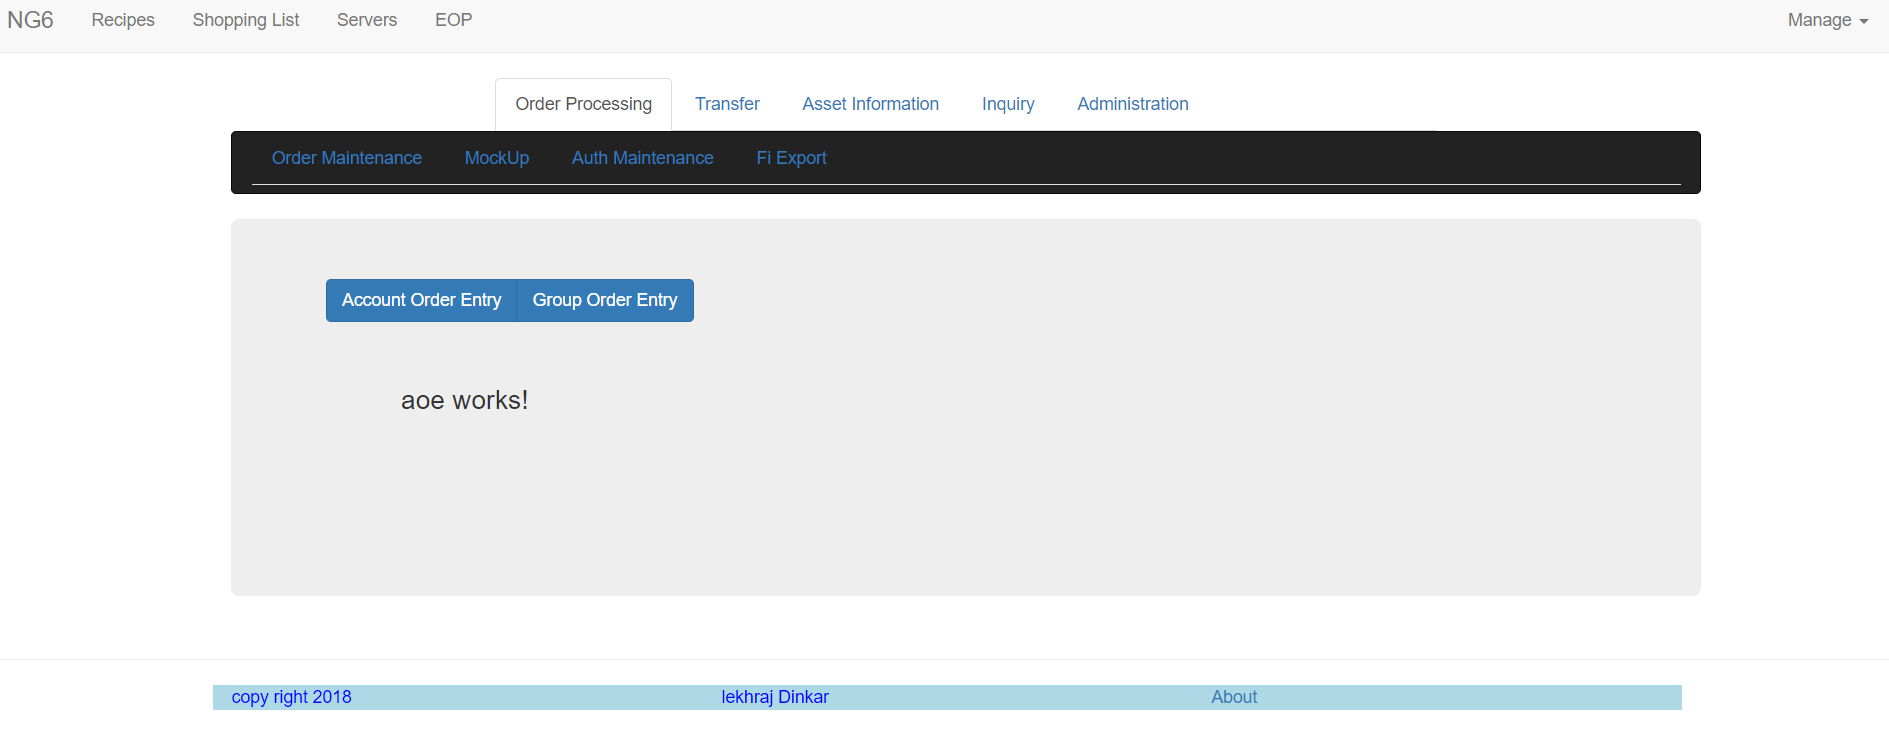 NG6 Recipes Shopping List Servers EOP Manage
Order Processing Transfer Asset Information Inquiry Administration
Order Maintenance MockUp Auth Maintenance Fi Export
Account Order Entry Group Order Entry
aoe works!
copy right 2018 lekhraj Dinkar About